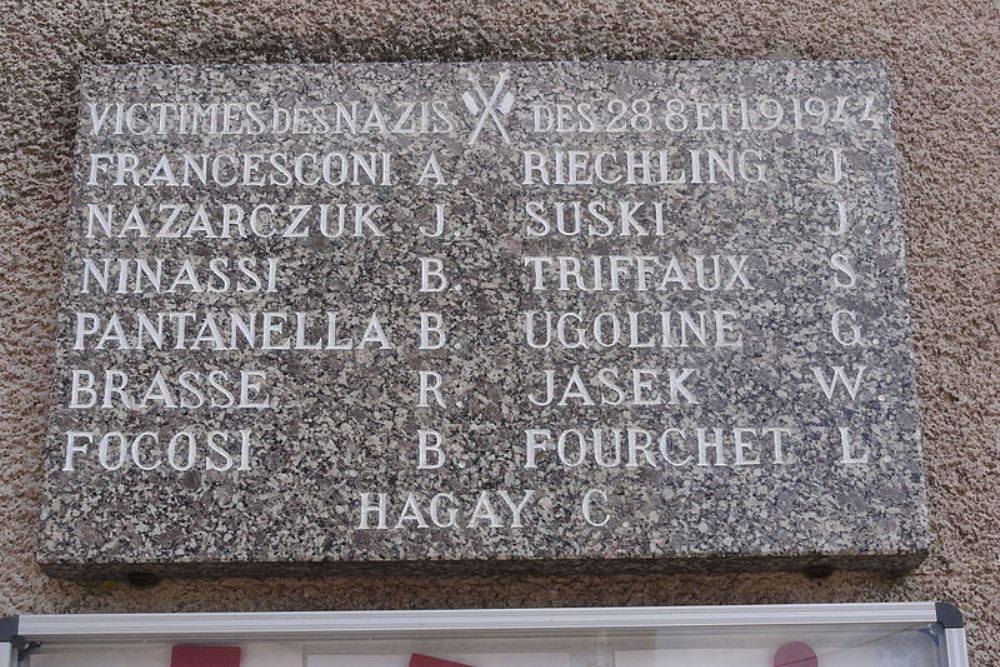 VICTIMES DES NAZIS DES 28 8 ET 1 9 1944
FRANCESCONI A. RIECHLING J
NAZARCZUK J. SUSKI J
NINASSI B. TRIFFAUX S
PANTANELLA B. UGOLINE G
BRASSE R. JASEK W
FOCOSI B. FOURCHET L
HAGAY C